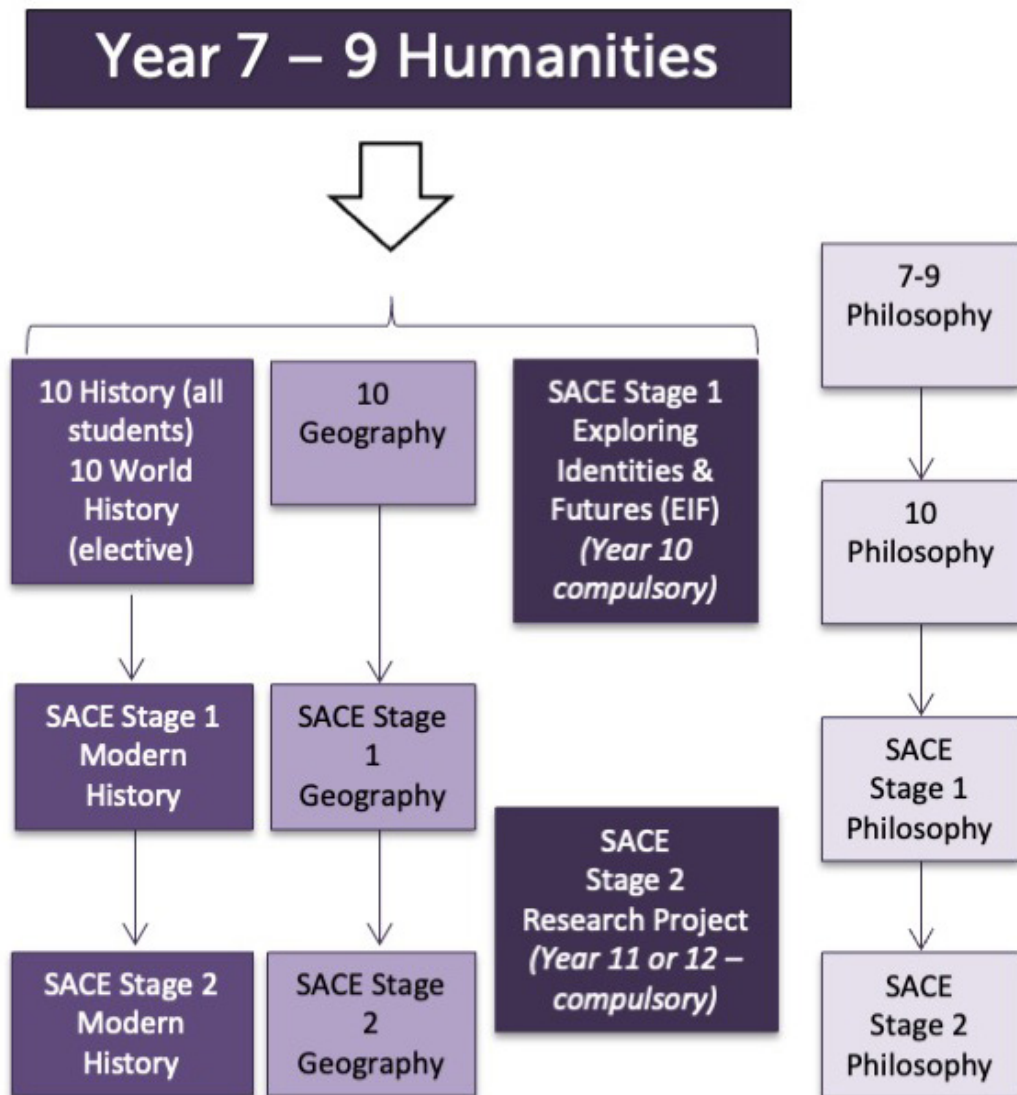 Year 7 – 9 Humanities
10 History (all
students)
10 World
History
(elective)
10
Geography
SACE Stage 1
Exploring
Identities &
Futures (EIF)
(Year 10
compulsory)
7-9
Philosophy
10
Philosophy
SACE Stage 1
Modern
History
SACE Stage
1
Geography
SACE
Stage 1
Philosophy
SACE
Stage 2
Research Project
(Year 11 or 12 –
compulsory)
SACE Stage 2
Modern
History
SACE Stage
2
Geography
SACE
Stage 2
Philosophy